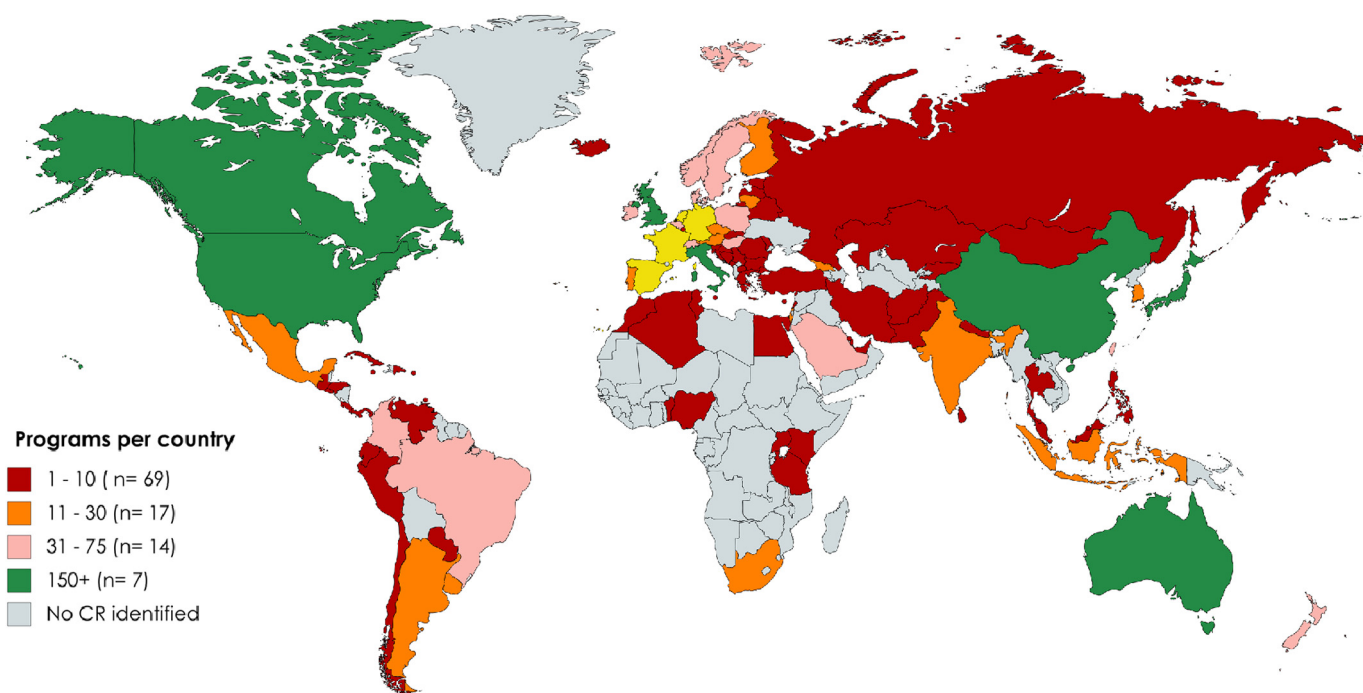 Programs per country
1 - 10 ( n= 69)
11 - 30 (n= 17)
31 - 75 (n= 14)
150+ (n= 7)
No CR identified